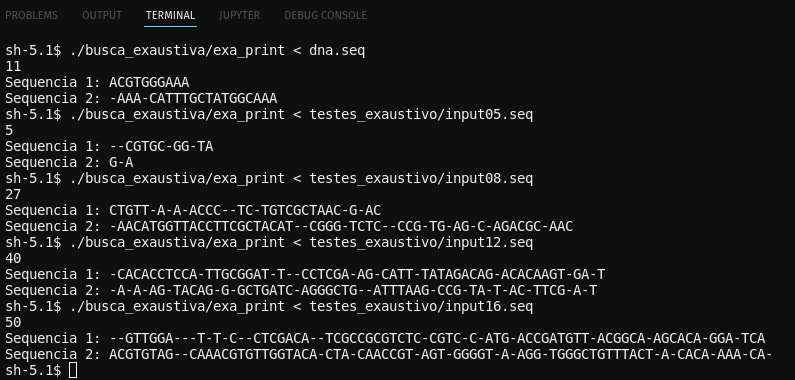 PROBLEMS OUTPUT TERMINAL JUPYTER DEBUG CONSOLE
sh-5.1$ ./busca_exaustiva/exa_print < dna.seq
11
Sequencia 1: ACGTGGGAAA
Sequencia 2: -AAA-CATTTGCTATGGCAAA
sh-5.1$ ./busca_exaustiva/exa_print < testes_exaustivo/input05.seq
5
Sequencia 1: --CGTGC-GG-TA
Sequencia 2: G-A
sh-5.1$ ./busca_exaustiva/exa_print < testes_exaustivo/input08.seq
27
Sequencia 1: CTGTT-A-A-ACCC--TC-TGTCGCTAAC-G-AC
Sequencia 2: -AACATGGTTACCTTCGCTACAT--CGGG-TCTC--CCG-TG-AG-C-AGACGC-AAC
sh-5.1$ ./busca_exaustiva/exa_print < testes_exaustivo/input12.seq
40
Sequencia 1: -CACACCTCCA-TTGCGGAT-T--CCTCGA-AG-CATT-TATAGACAG-ACACAAGT-GA-T
Sequencia 2: -A-A-AG-TACAG-G-GCTGATC-AGGGCTG--ATTTAAG-CCG-TA-T-AC-TTCG-A-T
sh-5.1$ ./busca_exaustiva/exa_print < testes_exaustivo/input16.seq
50
Sequencia 1: --GTTGGA---T-T-C--CTCGACA--TCGCCGCGTCTC-CGTC-C-ATG-ACCGATGTT-ACGGCA-AGCACA-GGA-TCA
Sequencia 2: ACGTGTAG--CAAACGTGTTGGTACA-CTA-CAACCGT-AGT-GGGGT-A-AGG-TGGGCTGTTTACT-A-CACA-AAA-CA-
sh-5.1$